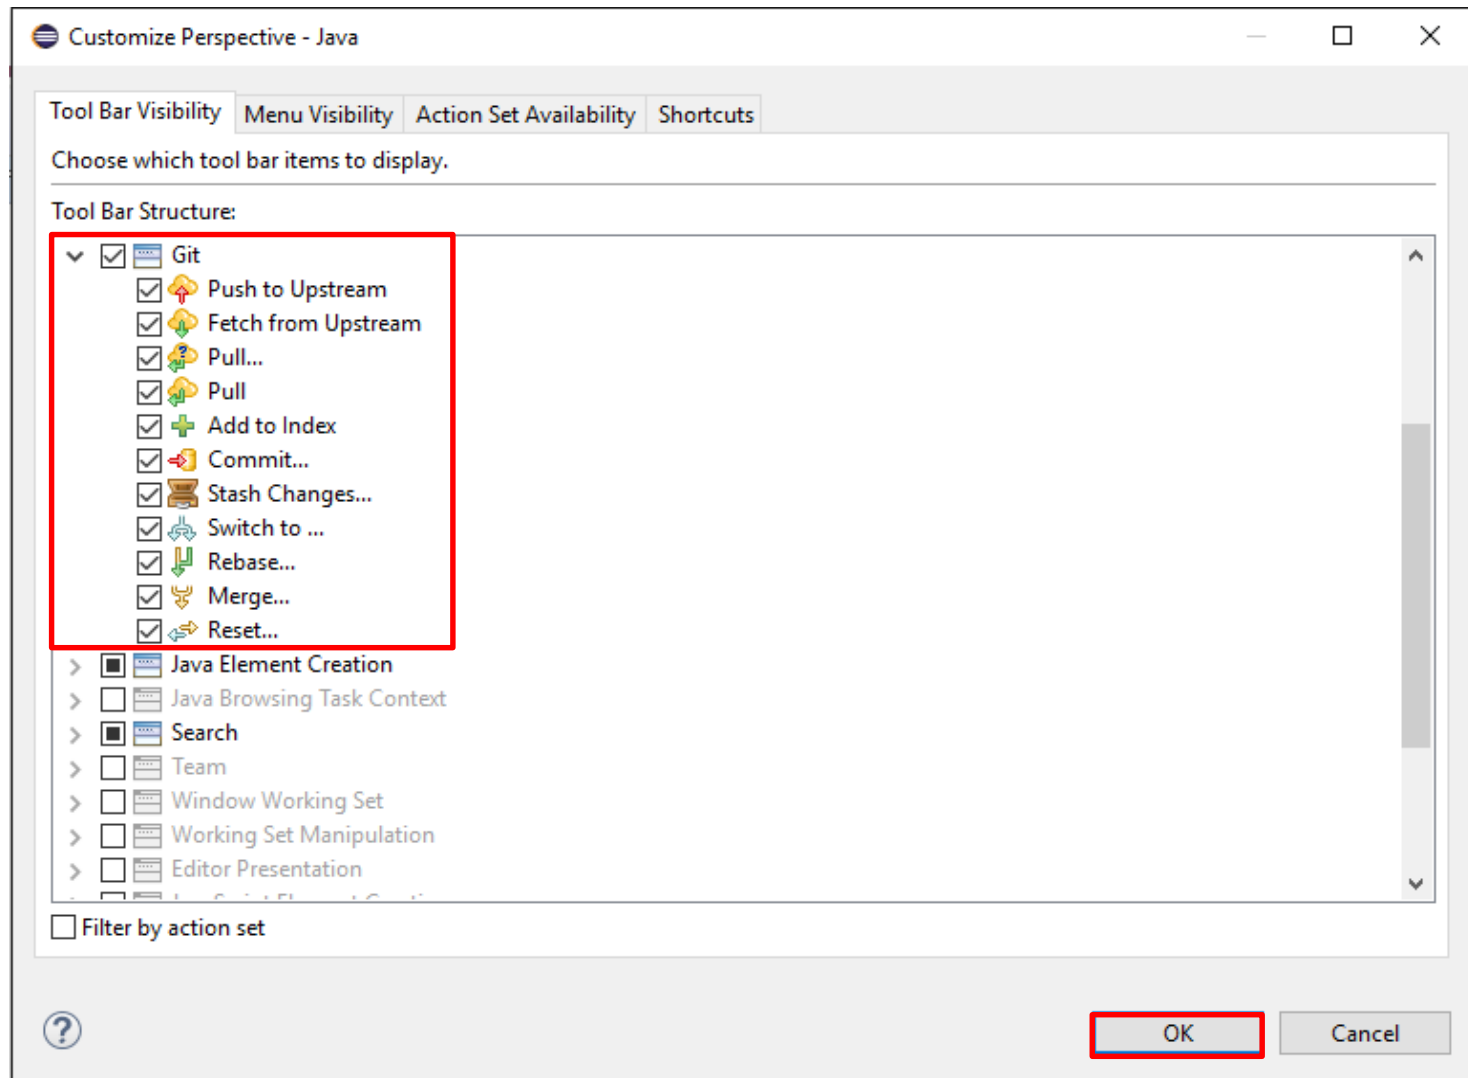 Customize Perspective - Java
Tool Bar Visibility Menu Visibility Action Set Availability Shortcuts
Choose which tool bar items to display.
Tool Bar Structure:
Git
Push to Upstream
Fetch from Upstream
Pull...
Pull
Add to Index
Commit...
Stash Changes...
Switch to ...
Rebase...
Merge...
Reset...
Java Element Creation
Java Browsing Task Context
Search
Team
Window Working Set
Working Set Manipulation
Editor Presentation
Filter by action set
OK Cancel